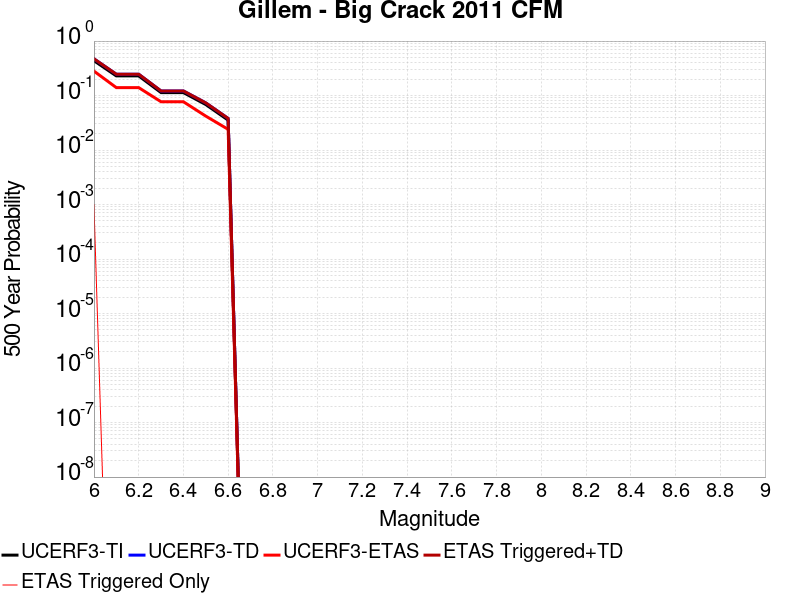 Gillem - Big Crack 2011 CFM
10^0
10^-1
10^-2
10^-3
10^-4
10^-5
10^-6
10^-7
10^-8
500 Year Probability
6 6.2 6.4 6.6 6.8 7 7.2 7.4 7.6 7.8 8 8.2 8.4 8.6 8.8 9
Magnitude
UCERF3-TI UCERF3-TD UCERF3-ETAS ETAS Triggered+TD
ETAS Triggered Only